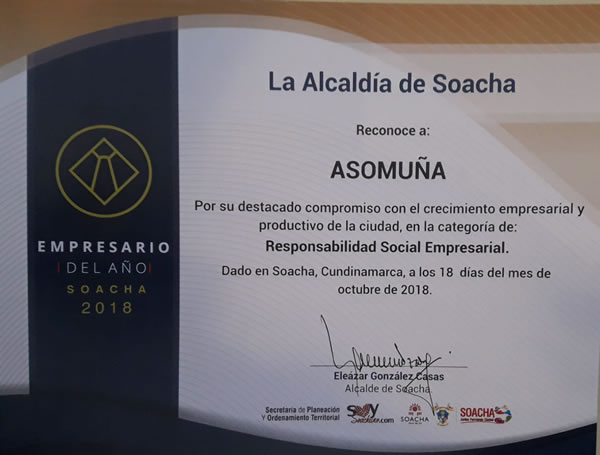 La Alcaldía de Soacha
Reconoce a:
ASOMUÑA
Por su destacado compromiso con el crecimiento empresarial y
productivo de la ciudad, en la categoría de:
Responsabilidad Social Empresarial.
Dado en Soacha, Cundinamarca, a los 18 días del mes de
octubre de 2018.
EMPRESARIO
DEL AÑO
SOACHA
2018
Eleázar González Casas
Alcalde de Soacha.
Secretaría de Planeación
Y Ordenamiento Territorial
SOY
SOACHA
SOACHA